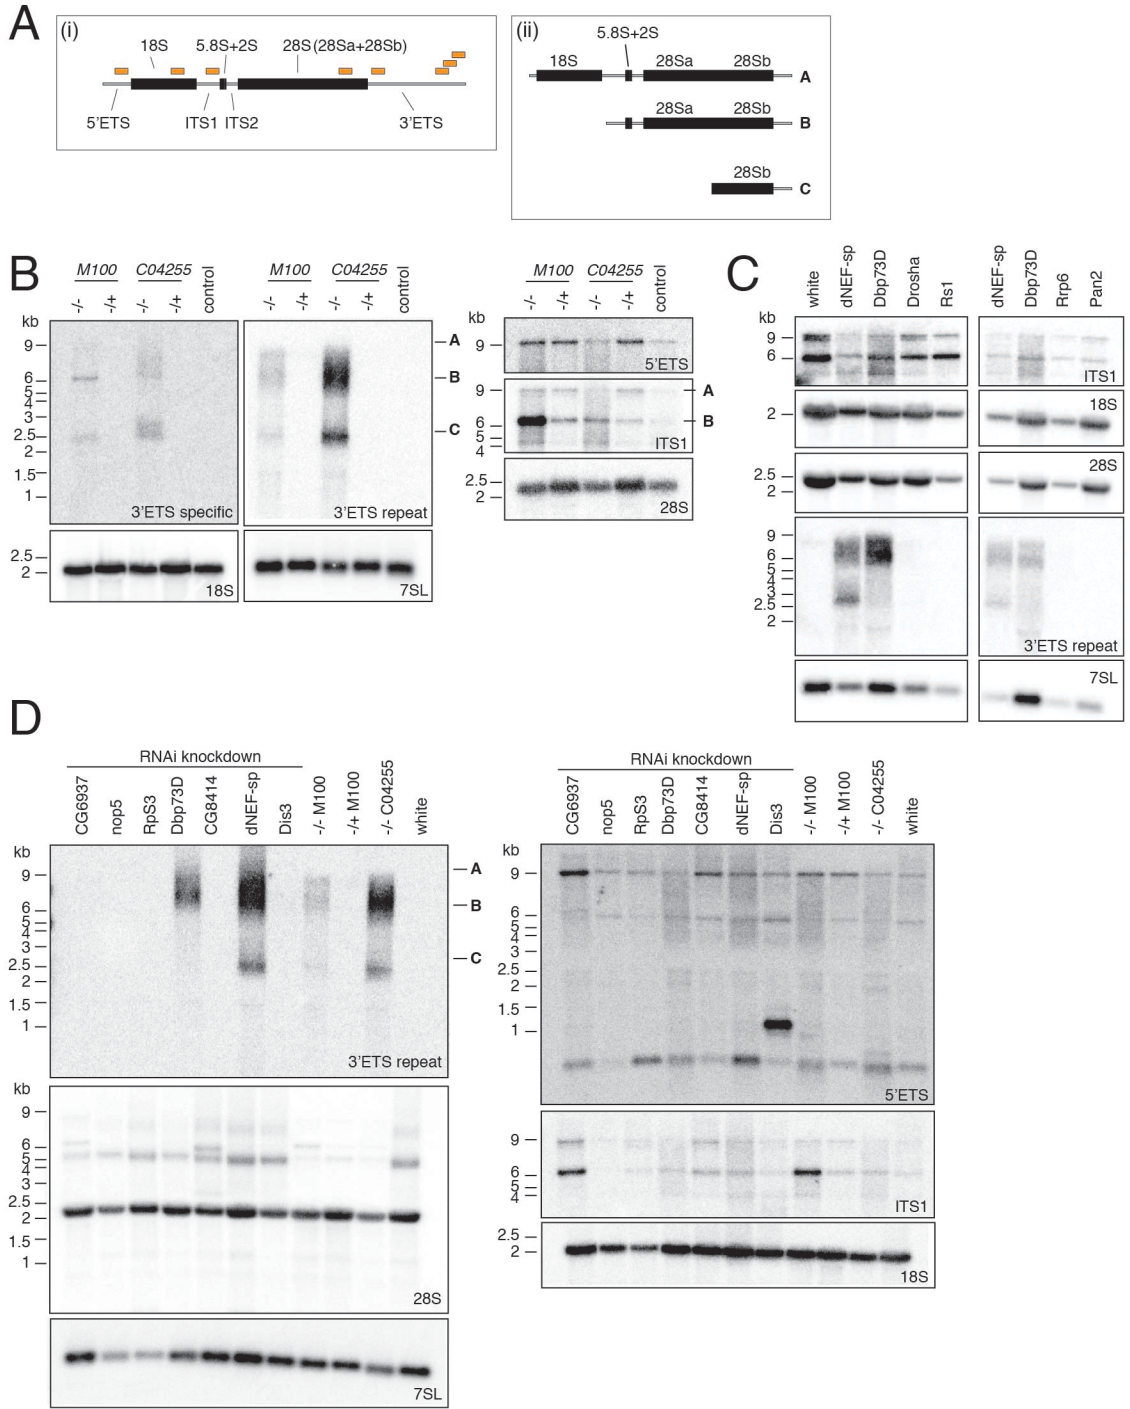 A
(i)
18S 5.8S+2S 28S(28Sa+28Sb)
5'ETS ITS1 ITS2 3'ETS
(ii)
5.8S+2S
18S 28Sa 28Sb
A
28Sa 28Sb
B
28Sb
C
B
M100 C04255 control
-/- -/+ -/- -/+
M100 C04255 control
-/- -/+ -/- -/+
kb
9
6
5
4
3
2.5
2
1.5
1
3'ETS specific
3'ETS repeat
A
B
C
2.5
2
18S
7SL
M100 C04255 control
-/- -/+ -/- -/+
kb
9
5'ETS
9
6
5
4
ITS1
A
B
2.5
2
28S
C
white dNEF-sp Dbp73D Drosha Rs1
dNEF-sp Dbp73D Rrp6 Pan2
kb
9
6
ITS1
2
18S
2.5
2
28S
9
6
5
4
3
2.5
2
3'ETS repeat
7SL
D
RNAi knockdown
CG6937 nop5 RpS3 Dbp73D CG8414 dNEF-sp Dis3 -/- M100 -/+ M100 -/- C04255 white
kb
9
6
5
4
3
2.5
2
1.5
1
3'ETS repeat
A
B
C
kb
9
6
5
4
3
2.5
2
1.5
1
28S
7SL
RNAi knockdown
CG6937 nop5 RpS3 Dbp73D CG8414 dNEF-sp Dis3 -/- M100 -/+ M100 -/- C04255 white
kb
9
6
5
4
3
2.5
2
1.5
1
5'ETS
9
6
5
4
ITS1
2.5
2
18S